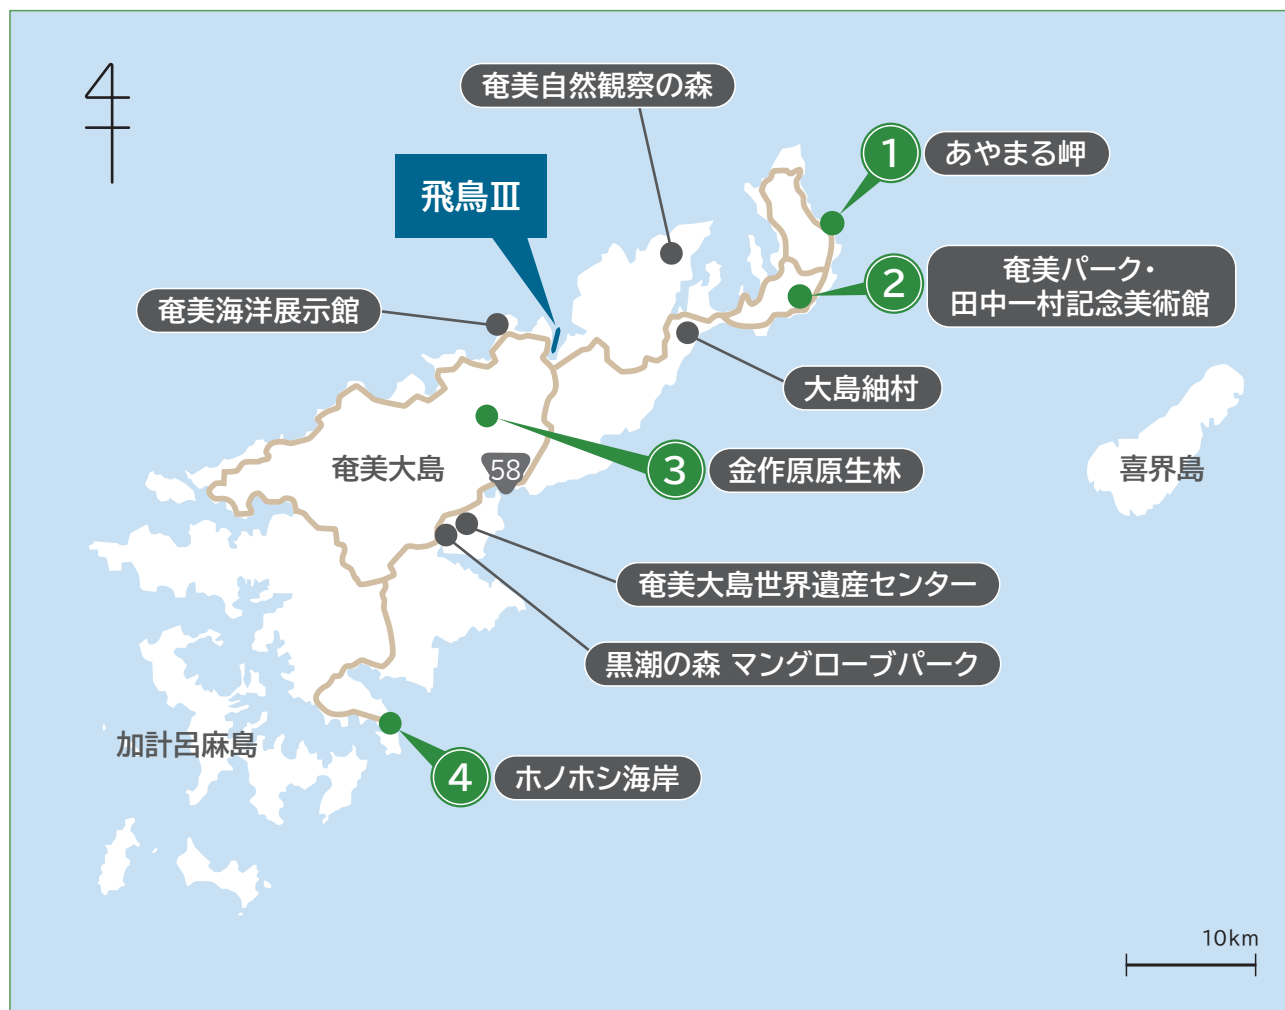 奄美自然観察の森
1
あやまる岬
飛鳥Ⅲ
2
奄美パーク・
田中一村記念美術館
奄美海洋展示館
大島紬村
奄美大島
58
3
金作原原生林
喜界島
奄美大島世界遺産センター
黒潮の森 マングローブパーク
加計呂麻島
4
ホノホシ海岸
10km